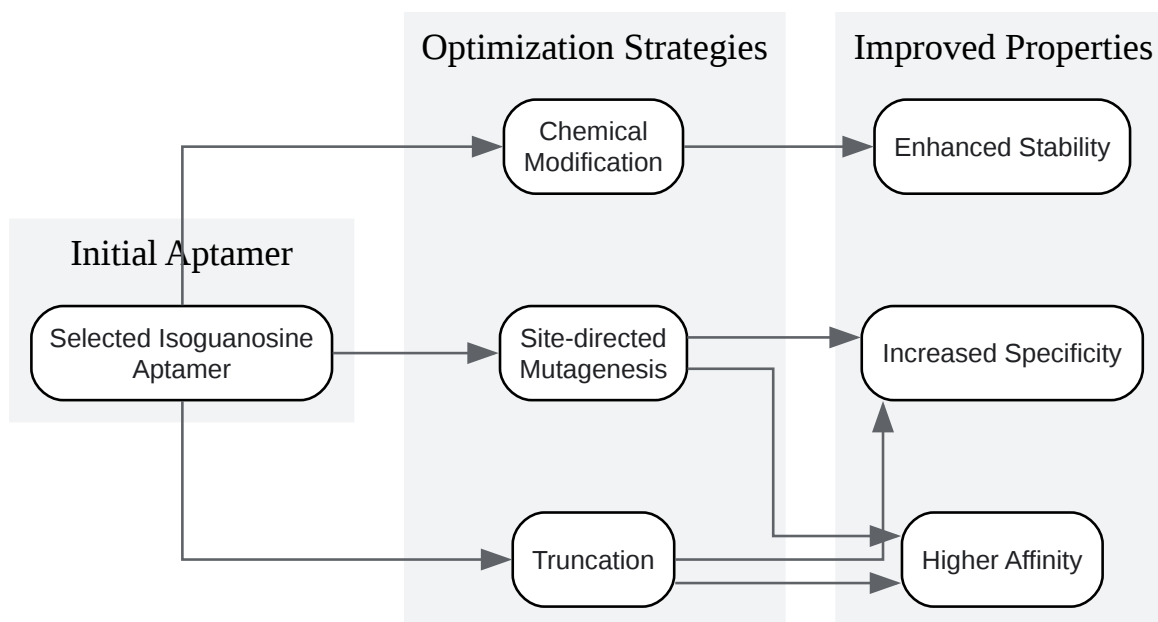 Optimization Strategies
Improved Properties
Chemical
Modification
Enhanced Stability
Initial Aptamer
Selected Isoguanosine
Aptamer
Site-directed
Mutagenesis
Increased Specificity
Truncation
Higher Affinity